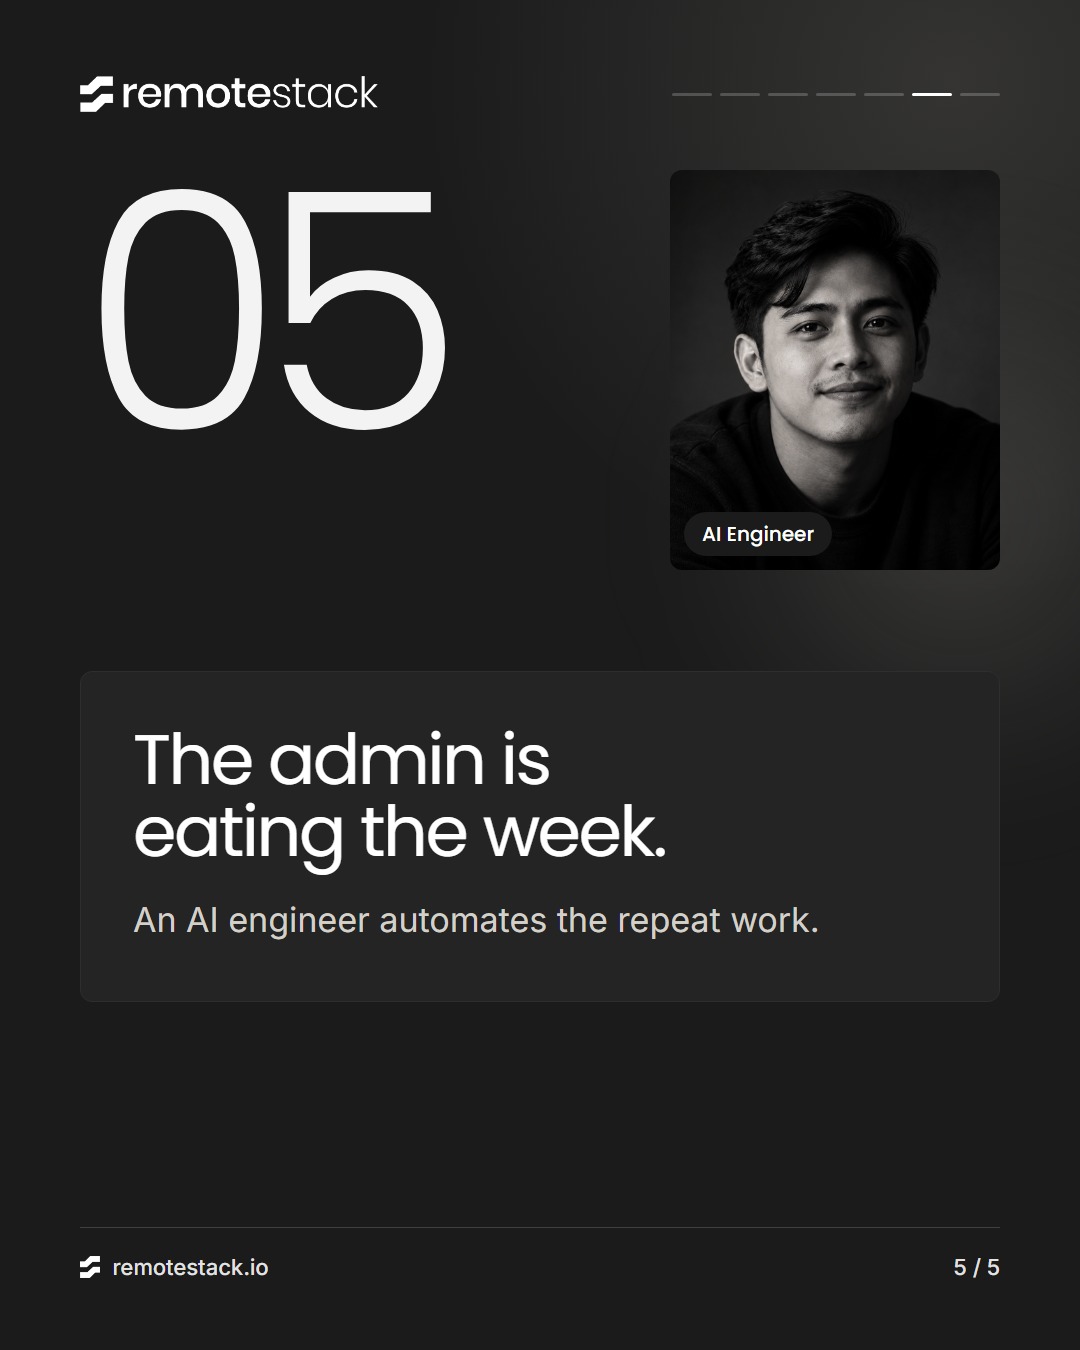 remotestack
05
AI Engineer
The admin is
eating the week.
An AI engineer automates the repeat work.
remotestack.io
5 / 5